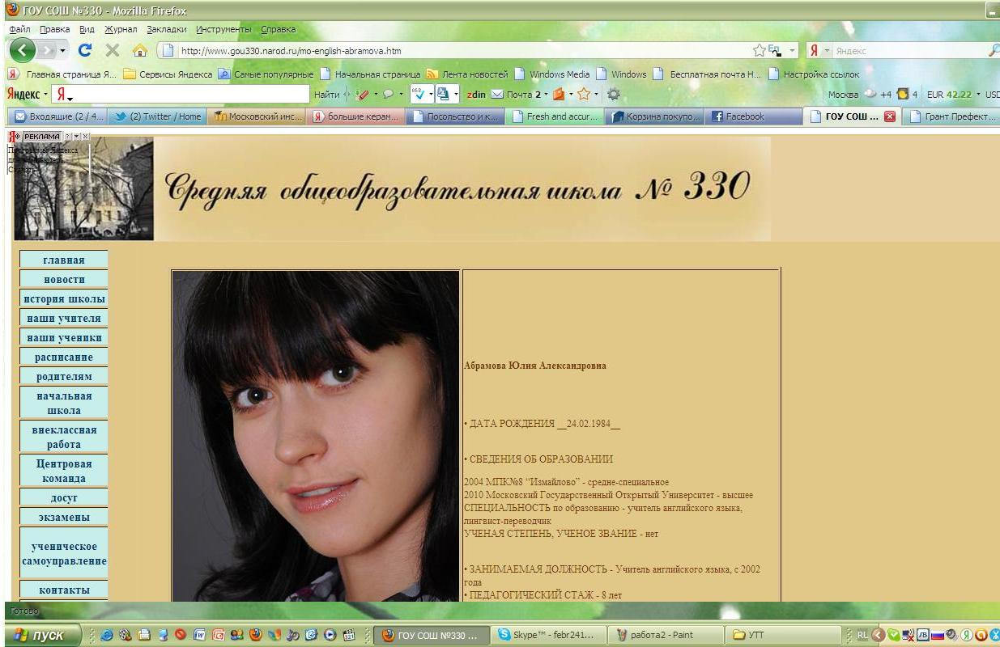 ГОУ СОШ №330 - Mozilla Firefox
Файл Правка Вид Журнал Закладки Инструменты Справка
http://www.gou330.narod.ru/mo-english-abramova.htm
Яндекс
Главная страница Я... Сервисы Яндекса Самые популярные Начальная страница Лента новостей Windows Media Windows Бесплатная почта Н... Настройка ссылок
Яндекс Я Найти zdin Почта 2 Москва +4 4 EUR 42.22 USD
Входящие (2 / 4... (2) Twitter / Home Московский инс... большие керам... Посольство и к... Fresh and accur... Корзина покупо... Facebook ГОУ СОШ ... Грант Префект...
РЕКЛАМА
Средняя общеобразовательная школа № 330
главная
новости
история школы
наши учителя
наши ученики
расписание
родителям
начальная
школа
внеклассная
работа
Центровая
команда
досуг
экзамены
ученическое
самоуправление
контакты
Абрамова Юлия Александровна
• ДАТА РОЖДЕНИЯ __24.02.1984__
• СВЕДЕНИЯ ОБ ОБРАЗОВАНИИ
2004 МПК№8 “Измайлово” - средне-специальное
2010 Московский Государственный Открытый Университет - высшее
СПЕЦИАЛЬНОСТЬ по образованию - учитель английского языка,
лингвист-переводчик
УЧЕНАЯ СТЕПЕНЬ, УЧЕНОЕ ЗВАНИЕ - нет
• ЗАНИМАЕМАЯ ДОЛЖНОСТЬ - Учитель английского языка, с 2002
года
• ПЕДАГОГИЧЕСКИЙ СТАЖ - 8 лет
Готово
пуск ГОУ СОШ №330 ... Skype™ - febr241... работа2 - Paint УТТ RL